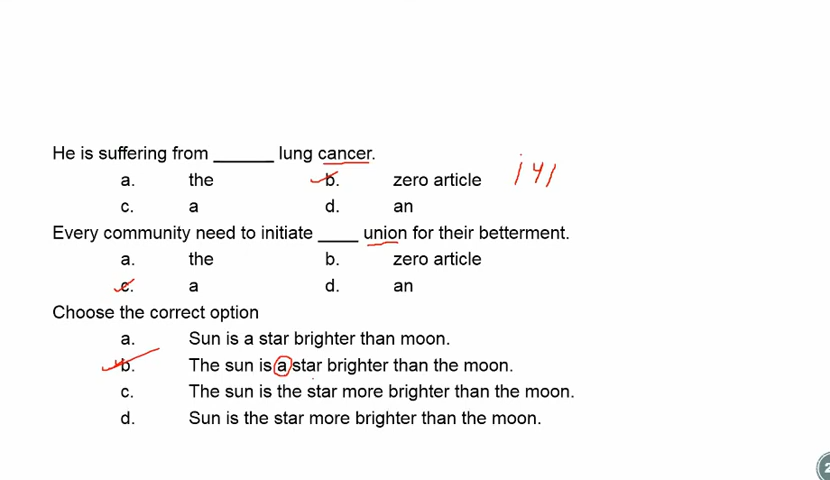 He is suffering from ______ lung cancer.
a. the b. zero article
c. a d. an
Every community need to initiate ____ union for their betterment.
a. the b. zero article
c. a d. an
Choose the correct option
a. Sun is a star brighter than moon.
b. The sun is a star brighter than the moon.
c. The sun is the star more brighter than the moon.
d. Sun is the star more brighter than the moon.